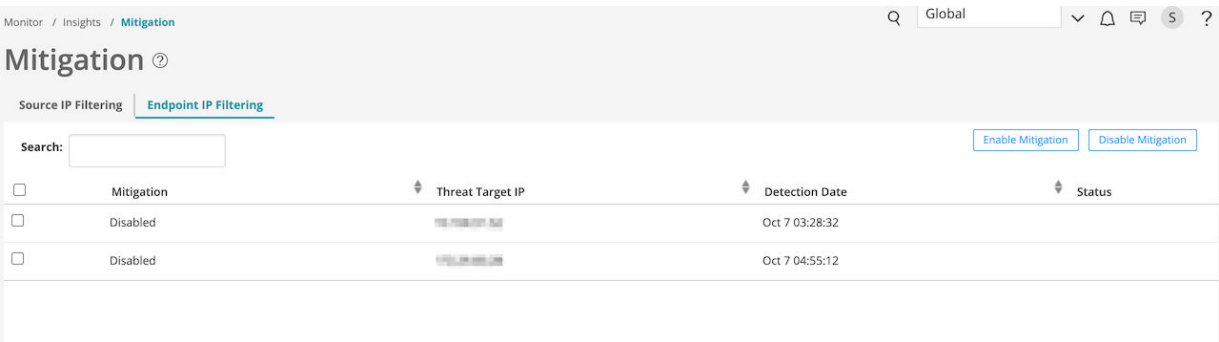 Monitor / Insights / Mitigation
Global
S ?
Mitigation ?
Source IP Filtering Endpoint IP Filtering
Search:
Enable Mitigation Disable Mitigation
Mitigation Threat Target IP Detection Date Status
Disabled Oct 7 03:28:32
Disabled Oct 7 04:55:12